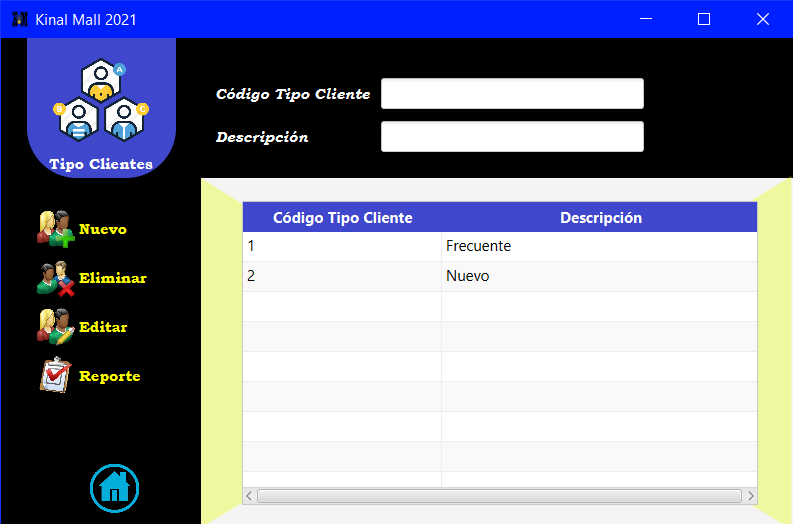 Kinal Mall 2021
A
B
C
Tipo Clientes
Código Tipo Cliente
Descripción
Nuevo
Eliminar
Editar
Reporte
Código Tipo Cliente Descripción
1 Frecuente
2 Nuevo